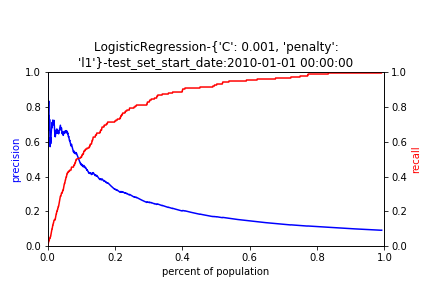 LogisticRegression-{'C': 0.001, 'penalty':
'l1'}-test_set_start_date:2010-01-01 00:00:00
1.0 1.0
0.8 0.8
0.6 0.6
precision recall
0.4 0.4
0.2 0.2
0.0 0.0
0.0 0.2 0.4 0.6 0.8 1.0
percent of population